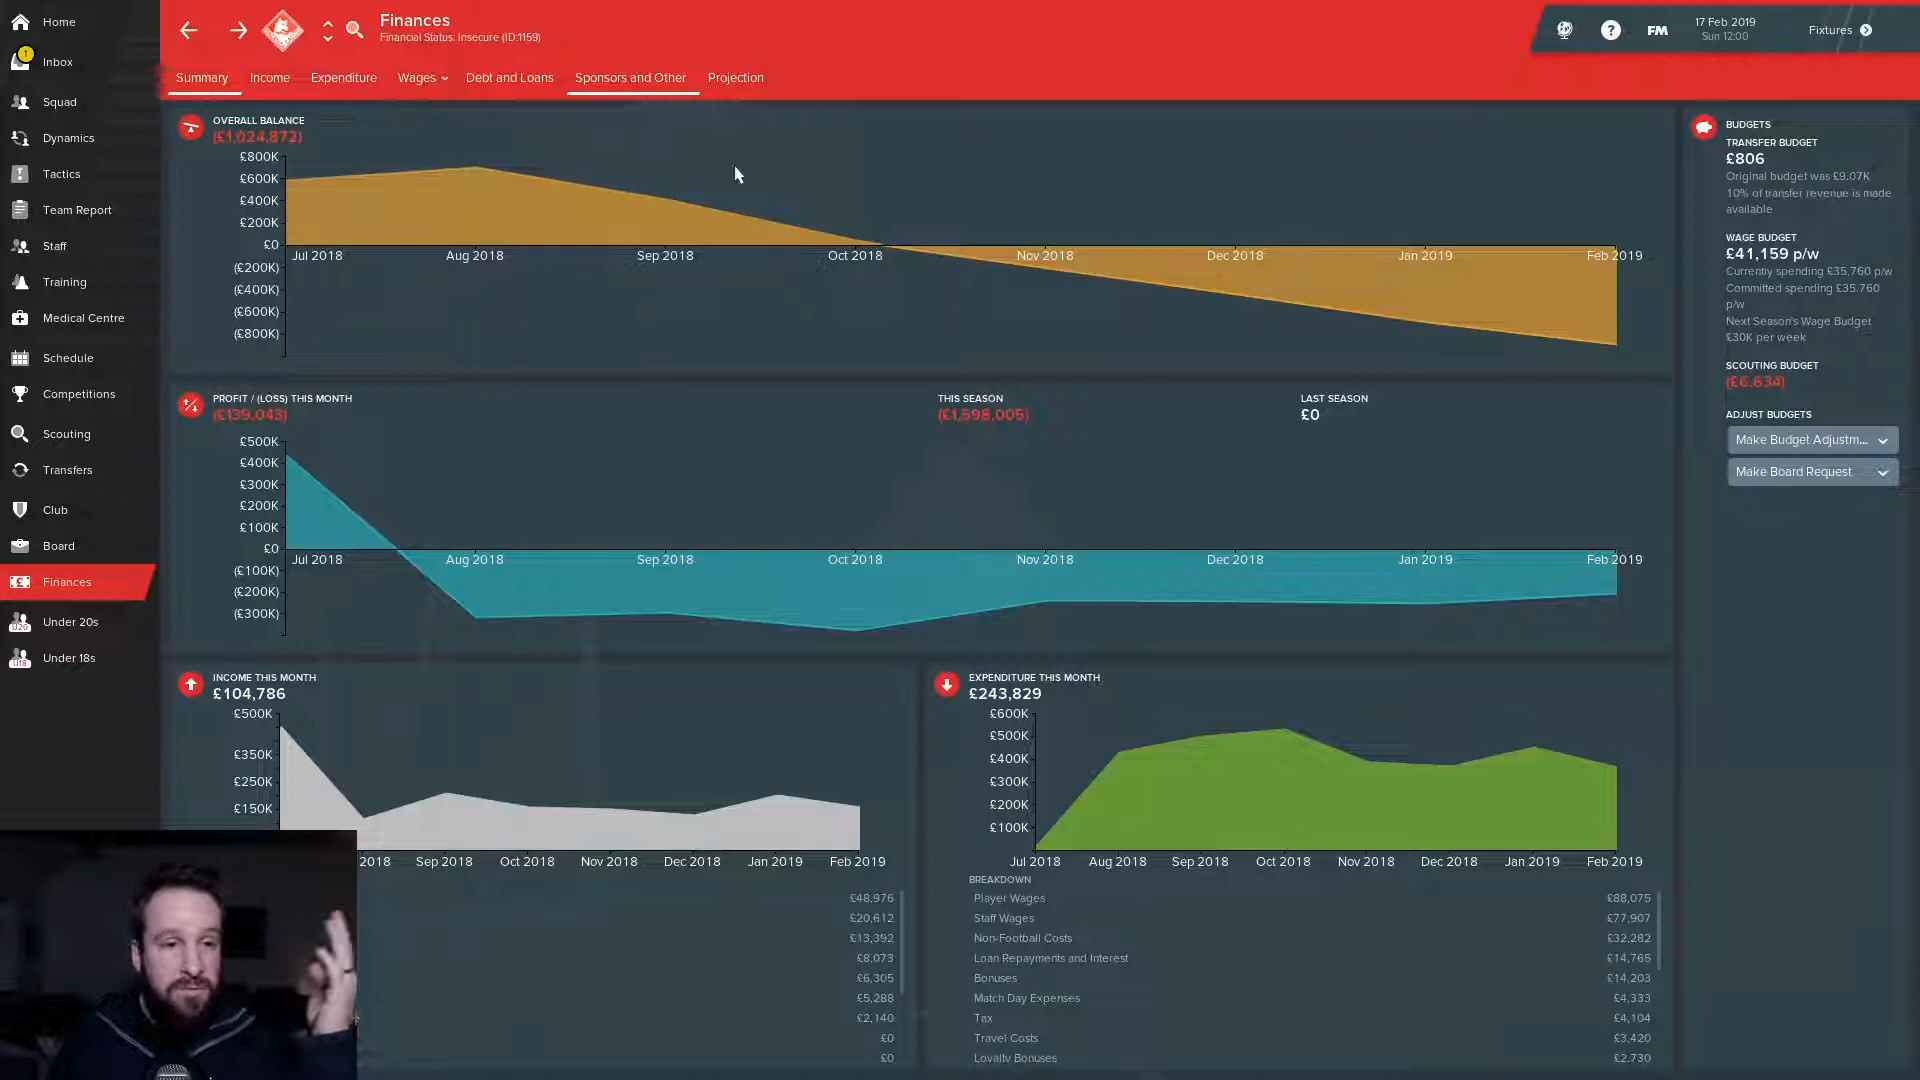 Finances
Financial Status: Insecure (ID:1159)
17 Feb 2019
Sun 12:00
FM
Fixtures
Home
1
Inbox
Squad
Dynamics
Tactics
Team Report
Staff
Training
Medical Centre
Schedule
Competitions
Scouting
Transfers
Club
Board
Finances
U20
Under 20s
U18
Under 18s
Summary
Income
Expenditure
Wages
Debt and Loans
Sponsors and Other
Projection
OVERALL BALANCE
(£1,024,872)
£800K
£600K
£400K
£200K
£0
(£200K)
(£400K)
(£600K)
(£800K)
Jul 2018 Aug 2018 Sep 2018 Oct 2018 Nov 2018 Dec 2018 Jan 2019 Feb 2019
PROFIT / (LOSS) THIS MONTH
(£139,043)
THIS SEASON
(£1,598,005)
LAST SEASON
£0
£500K
£400K
£300K
£200K
£100K
£0
(£100K)
(£200K)
(£300K)
Jul 2018 Aug 2018 Sep 2018 Oct 2018 Nov 2018 Dec 2018 Jan 2019 Feb 2019
INCOME THIS MONTH
£104,786
£500K
£350K
£250K
£150K
2018 Sep 2018 Oct 2018 Nov 2018 Dec 2018 Jan 2019 Feb 2019
£48,976
£20,612
£13,392
£8,073
£6,305
£5,288
£2,140
£0
£0
EXPENDITURE THIS MONTH
£243,829
£600K
£500K
£400K
£300K
£200K
£100K
Jul 2018 Aug 2018 Sep 2018 Oct 2018 Nov 2018 Dec 2018 Jan 2019 Feb 2019
BREAKDOWN
Player Wages £88,075
Staff Wages £77,907
Non-Football Costs £32,282
Loan Repayments and Interest £14,765
Bonuses £14,203
Match Day Expenses £4,333
Tax £4,104
Travel Costs £3,420
Loyalty Bonuses £2,730
BUDGETS
TRANSFER BUDGET
£806
Original budget was £9.07K
10% of transfer revenue is made
available
WAGE BUDGET
£41,159 p/w
Currently spending £35,760 p/w
Committed spending £35,760
p/w
Next Season's Wage Budget
£30K per week
SCOUTING BUDGET
(£6,634)
ADJUST BUDGETS
Make Budget Adjustm...
Make Board Request